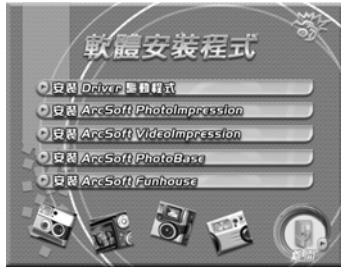 軟體安裝程式
安裝 Driver 驅動程式
安裝 ArcSoft PhotoImpression
安裝 ArcSoft VideoImpression
安裝 ArcSoft PhotoBase
安裝 ArcSoft Funhouse